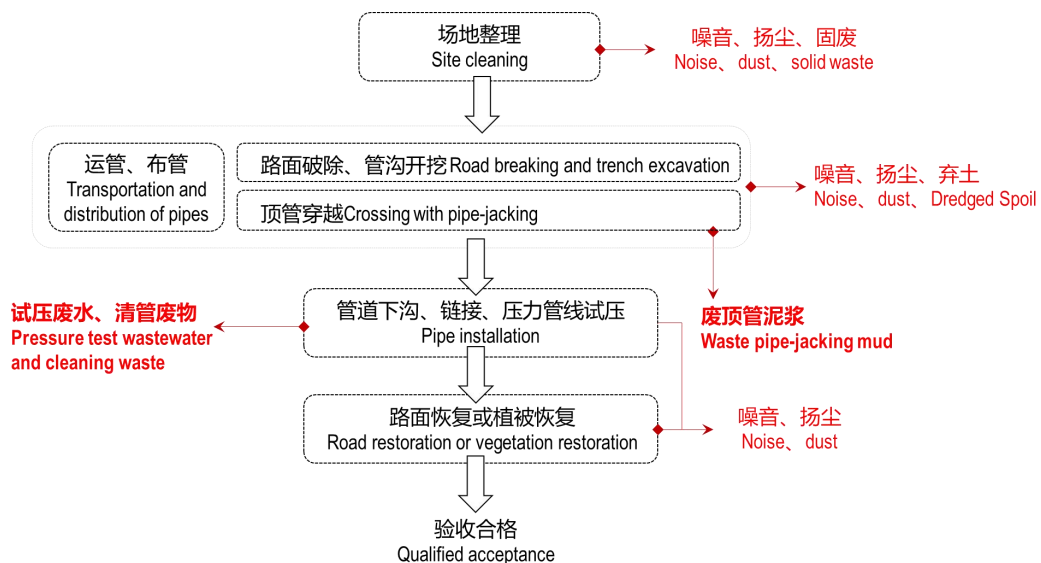 场地整理
Site cleaning
噪音、扬尘、固废
Noise、dust、solid waste
运管、布管
Transportation and
distribution of pipes
路面破除、管沟开挖Road breaking and trench excavation
顶管穿越Crossing with pipe-jacking
噪音、扬尘、弃土
Noise、dust、Dredged Spoil
试压废水、清管废物
Pressure test wastewater
and cleaning waste
管道下沟、链接、压力管线试压
Pipe installation
废顶管泥浆
Waste pipe-jacking mud
路面恢复或植被恢复
Road restoration or vegetation restoration
噪音、扬尘
Noise、dust
验收合格
Qualified acceptance